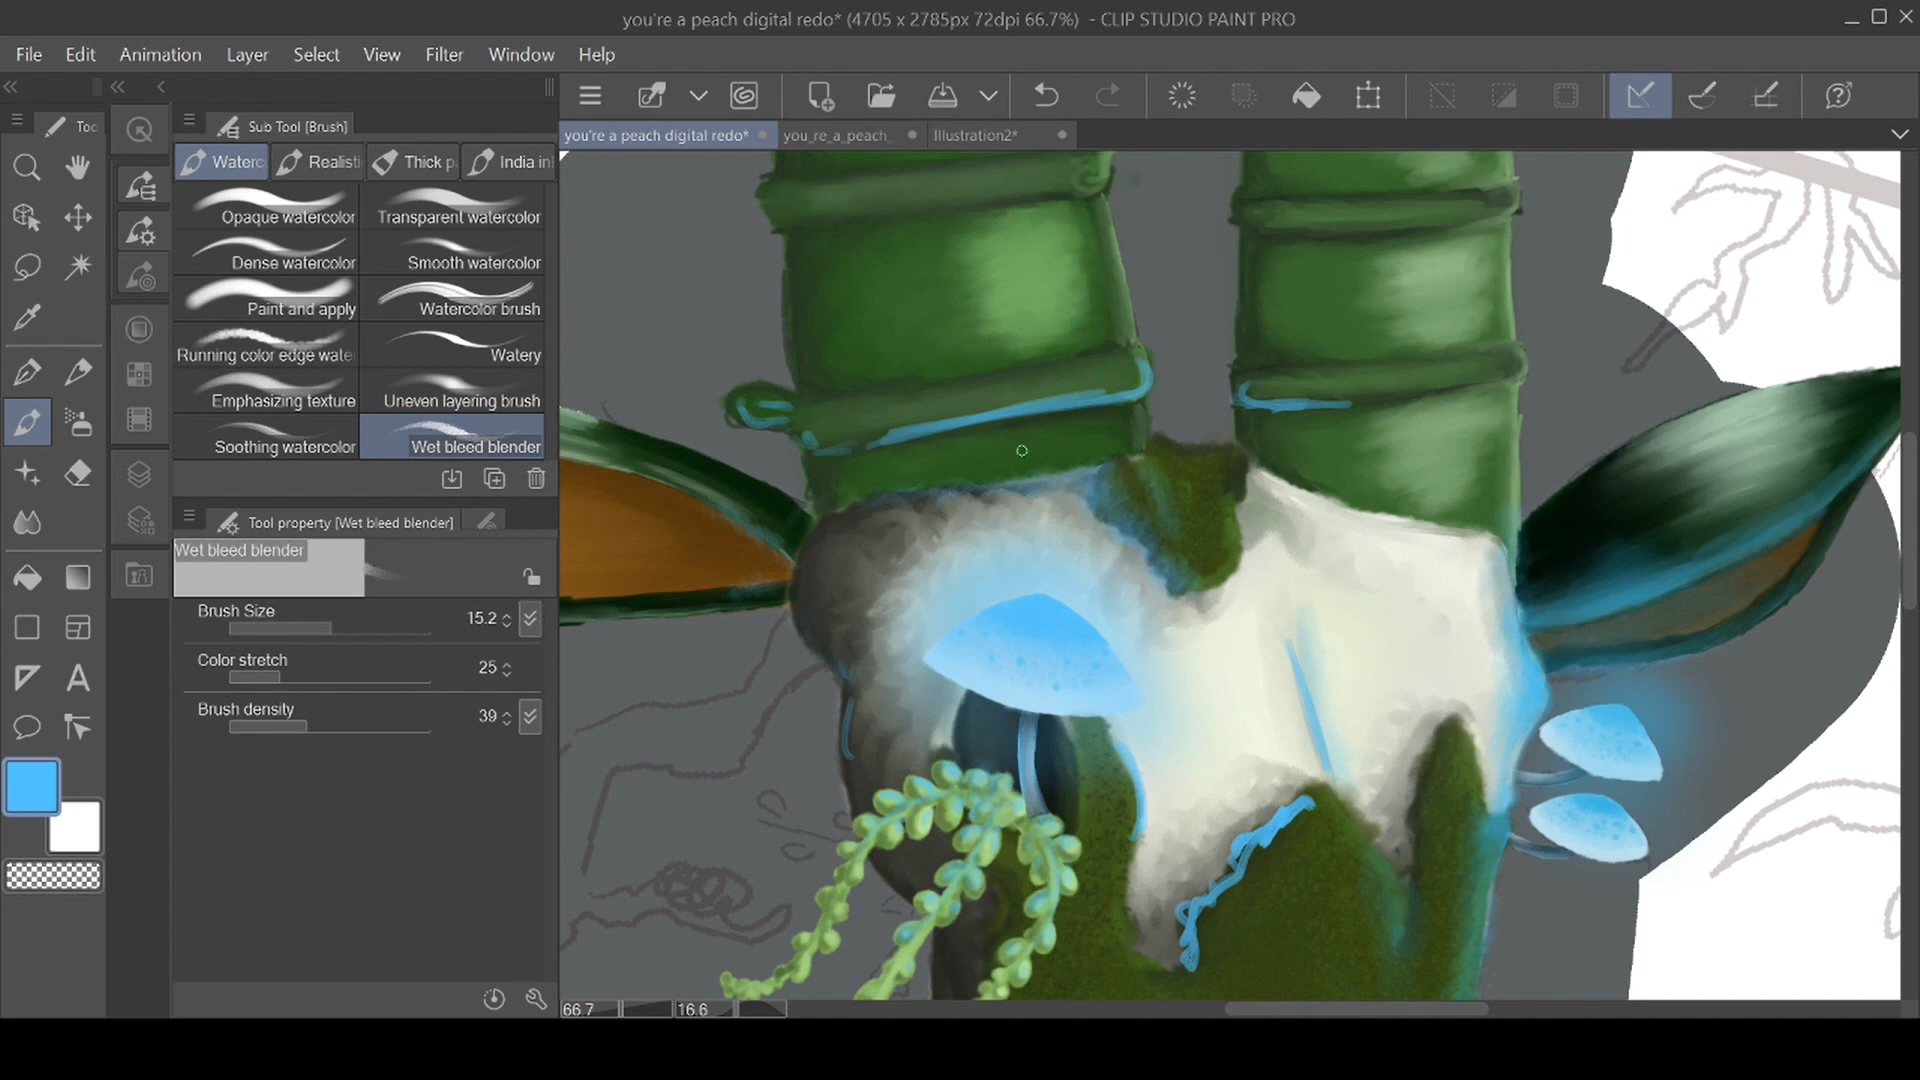 you're a peach digital redo* (4705 x 2785px 72dpi 66.7%)  - CLIP STUDIO PAINT PRO
File Edit Animation Layer Select View Filter Window Help
Toc
Sub Tool [Brush]
you're a peach digital redo* you_re_a_peach_ Illustration2*
Waterc Realisti Thick p India in
Opaque watercolor Transparent watercolor
Dense watercolor Smooth watercolor
Paint and apply Watercolor brush
Running color edge wate Watery
Emphasizing texture Uneven layering brush
Soothing watercolor Wet bleed blender
Tool property [Wet bleed blender]
Wet bleed blender
Brush Size 15.2
Color stretch 25
Brush density 39
66.7 16.6